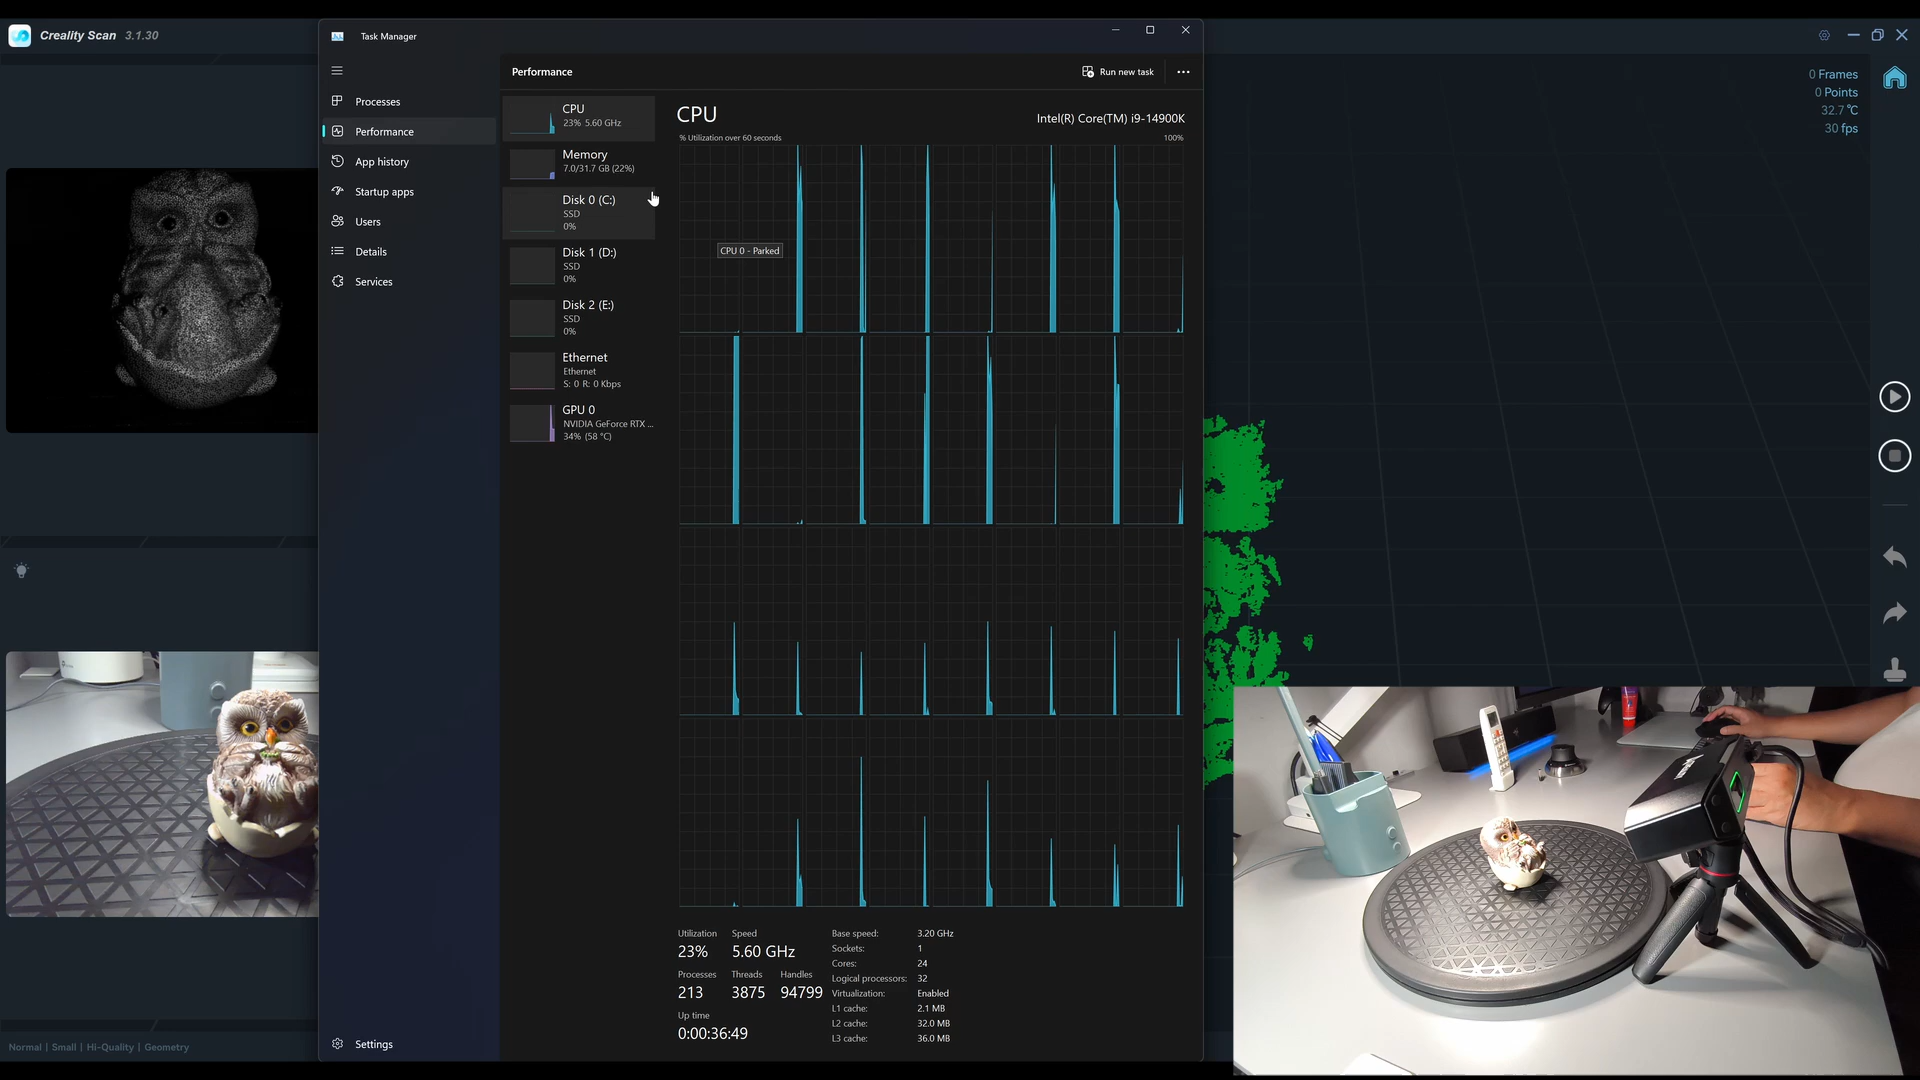 Creality Scan 3.1.30
Task Manager
Processes
Performance
App history
Startup apps
Users
Details
Services
Settings
Performance
Run new task
CPU
23% 5.60 GHz
Memory
7.0/31.7 GB (22%)
Disk 0 (C:)
SSD
0%
Disk 1 (D:)
SSD
0%
Disk 2 (E:)
SSD
0%
Ethernet
Ethernet
S: 0 R: 0 Kbps
GPU 0
NVIDIA GeForce RTX ...
34% (58 °C)
CPU
Intel(R) Core(TM) i9-14900K
% Utilization over 60 seconds
100%
CPU 0 - Parked
Utilization
23%
Speed
5.60 GHz
Processes
213
Threads
3875
Handles
94799
Up time
0:00:36:49
Base speed: 3.20 GHz
Sockets: 1
Cores: 24
Logical processors: 32
Virtualization: Enabled
L1 cache: 2.1 MB
L2 cache: 32.0 MB
L3 cache: 36.0 MB
0 Frames
0 Points
32.7 ℃
30 fps
Normal | Small | Hi-Quality | Geometry